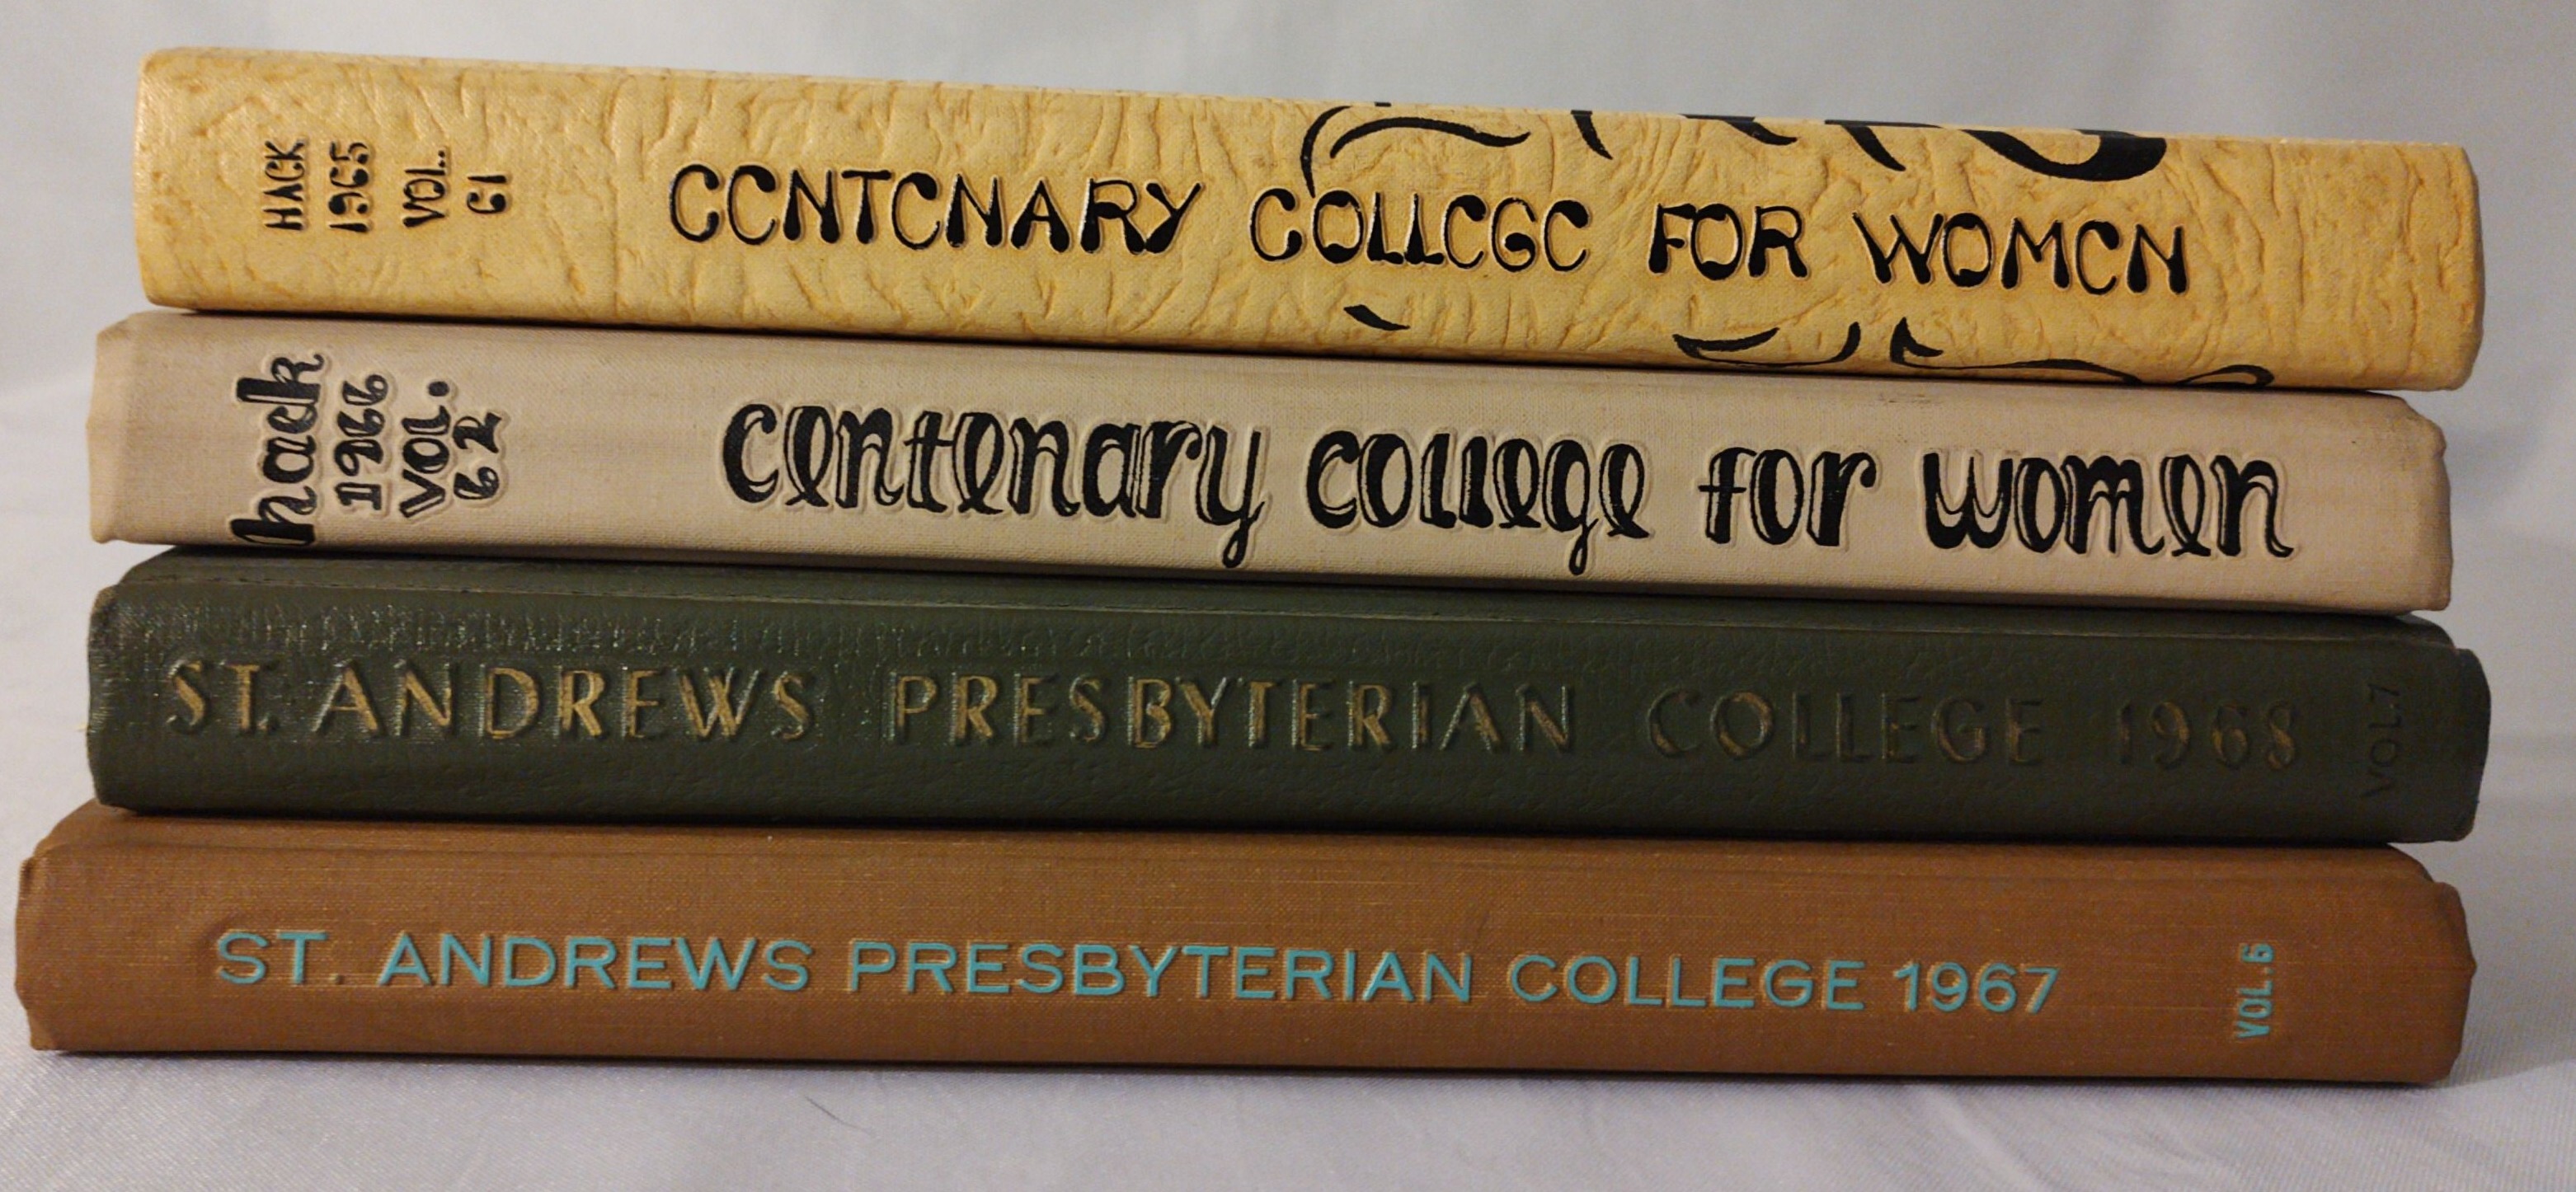 HACK
1965
VOL.
61
CENTENARY COLLEGE FOR WOMEN
hack
1966
VOL.
62
centenary college for women
ST. ANDREWS PRESBYTERIAN COLLEGE 1968
VOL.7
ST. ANDREWS PRESBYTERIAN COLLEGE 1967
VOL.6